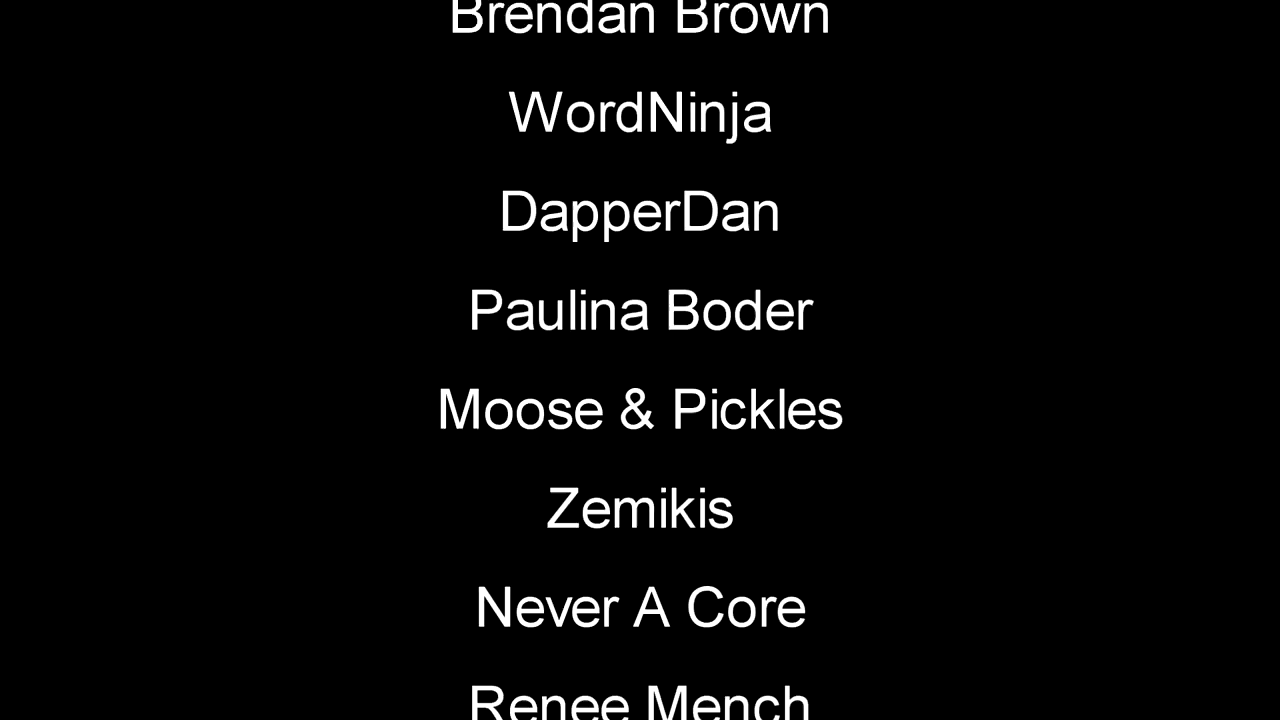 Brendan Brown
WordNinja
DapperDan
Paulina Boder
Moose & Pickles
Zemikis
Never A Core
Renee Mench